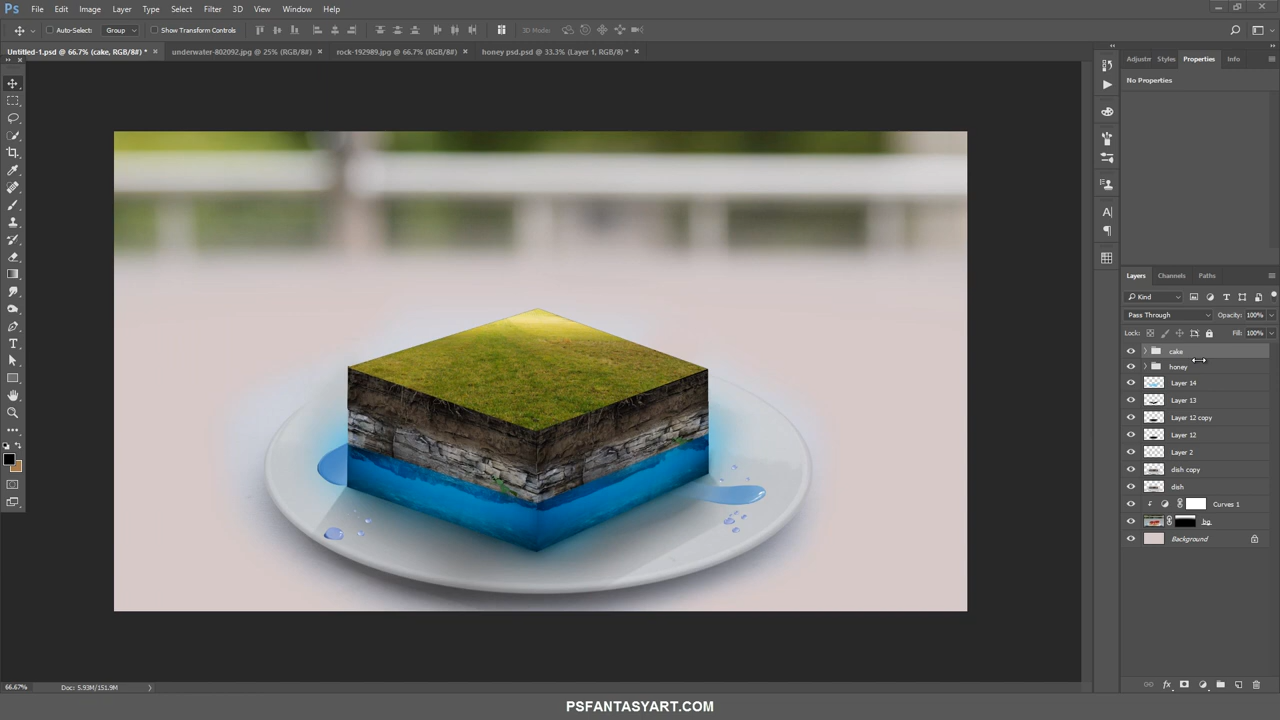 Ps File Edit Image Layer Type Select Filter 3D View Window Help
Auto-Select: Group Show Transform Controls 3D Mode:
Untitled-1.psd @ 66.7% (cake, RGB/8#) * × underwater-802092.jpg @ 25% (RGB/8#) × rock-192989.jpg @ 66.7% (RGB/8#) × honey psd.psd @ 33.3% (Layer 1, RGB/8) * ×
Styles Properties Info
No Properties
Layers Channels Paths
Kind
Pass Through Opacity: 100%
Lock: Fill: 100%
cake
honey
Layer 14
Layer 13
Layer 12 copy
Layer 12
Layer 2
dish copy
dish
Curves 1
bg
Background
66.67% Doc: 5.93M/151.9M
PSFANTASYART.COM